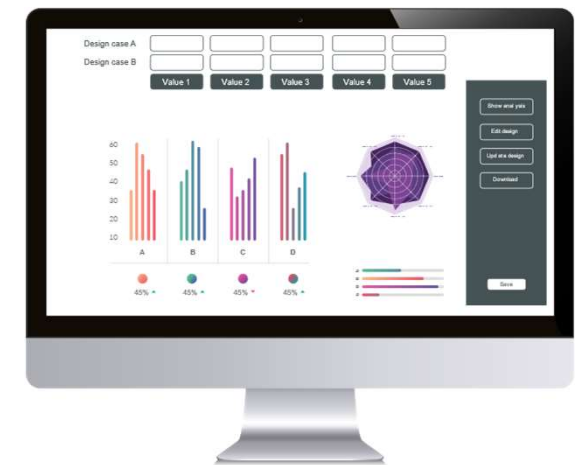 Design case A
Design case B
Value 1 Value 2 Value 3 Value 4 Value 5
60
50
40
30
20
10
A B C D
45% 45% 45% 45%
Show anal ysis
Edit design
Upd ate design
Download
Save